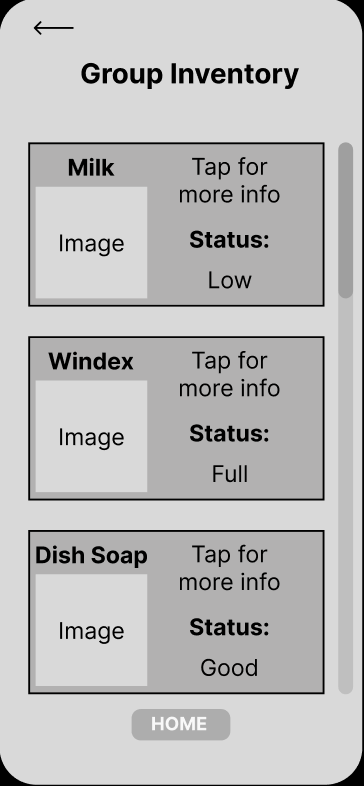 Group Inventory
Milk
Image
Tap for
more info
Status:
Low
Windex
Image
Tap for
more info
Status:
Full
Dish Soap
Image
Tap for
more info
Status:
Good
HOME